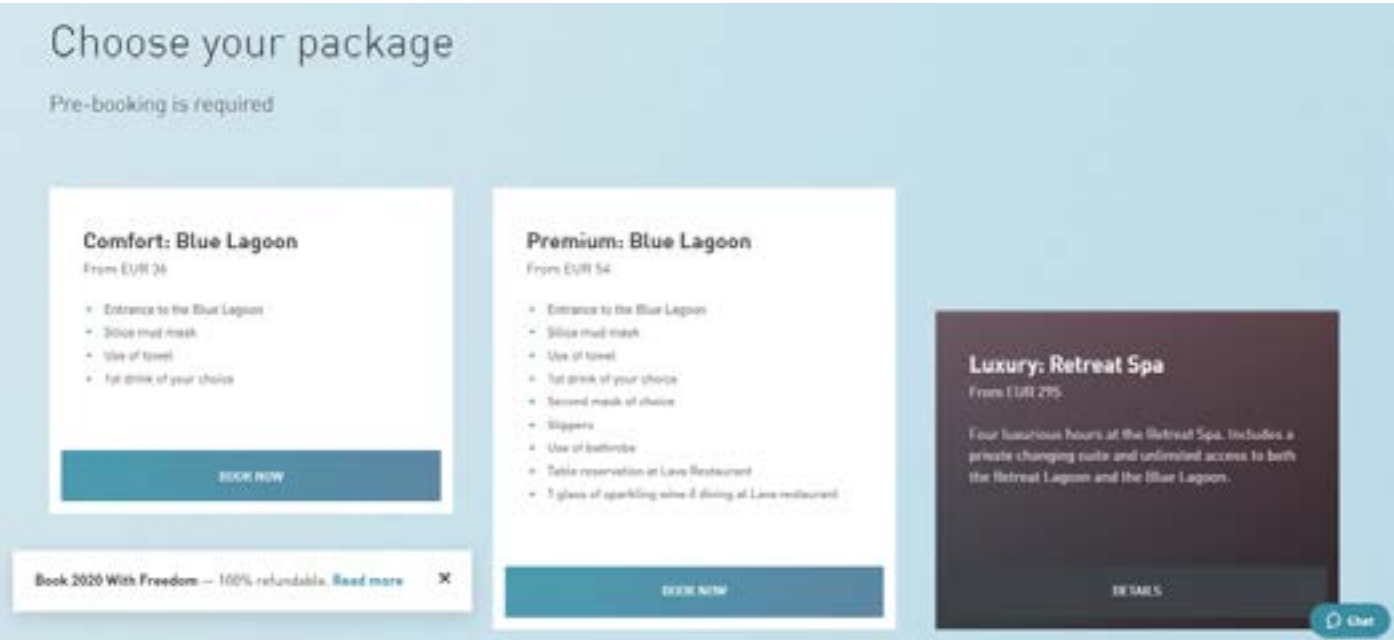 Choose your package
Pre-booking is required
Comfort: Blue Lagoon
From EUR 36
• Entrance to the Blue Lagoon
• Silica mud mask
• Use of towel
• 1st drink of your choice
BOOK NOW
Premium: Blue Lagoon
From EUR 54
• Entrance to the Blue Lagoon
• Silica mud mask
• Use of towel
• 1st drink of your choice
• Second mask of choice
• Slippers
• Use of bathrobe
• Table reservation at Lava Restaurant
• 1 glass of sparkling wine if dining at Lava restaurant
BOOK NOW
Luxury: Retreat Spa
From EUR 295
Four luxurious hours at the Retreat Spa. Includes a
private changing suite and unlimited access to both
the Retreat Lagoon and the Blue Lagoon.
DETAILS
Book 2020 With Freedom — 100% refundable. Read more ×
Chat